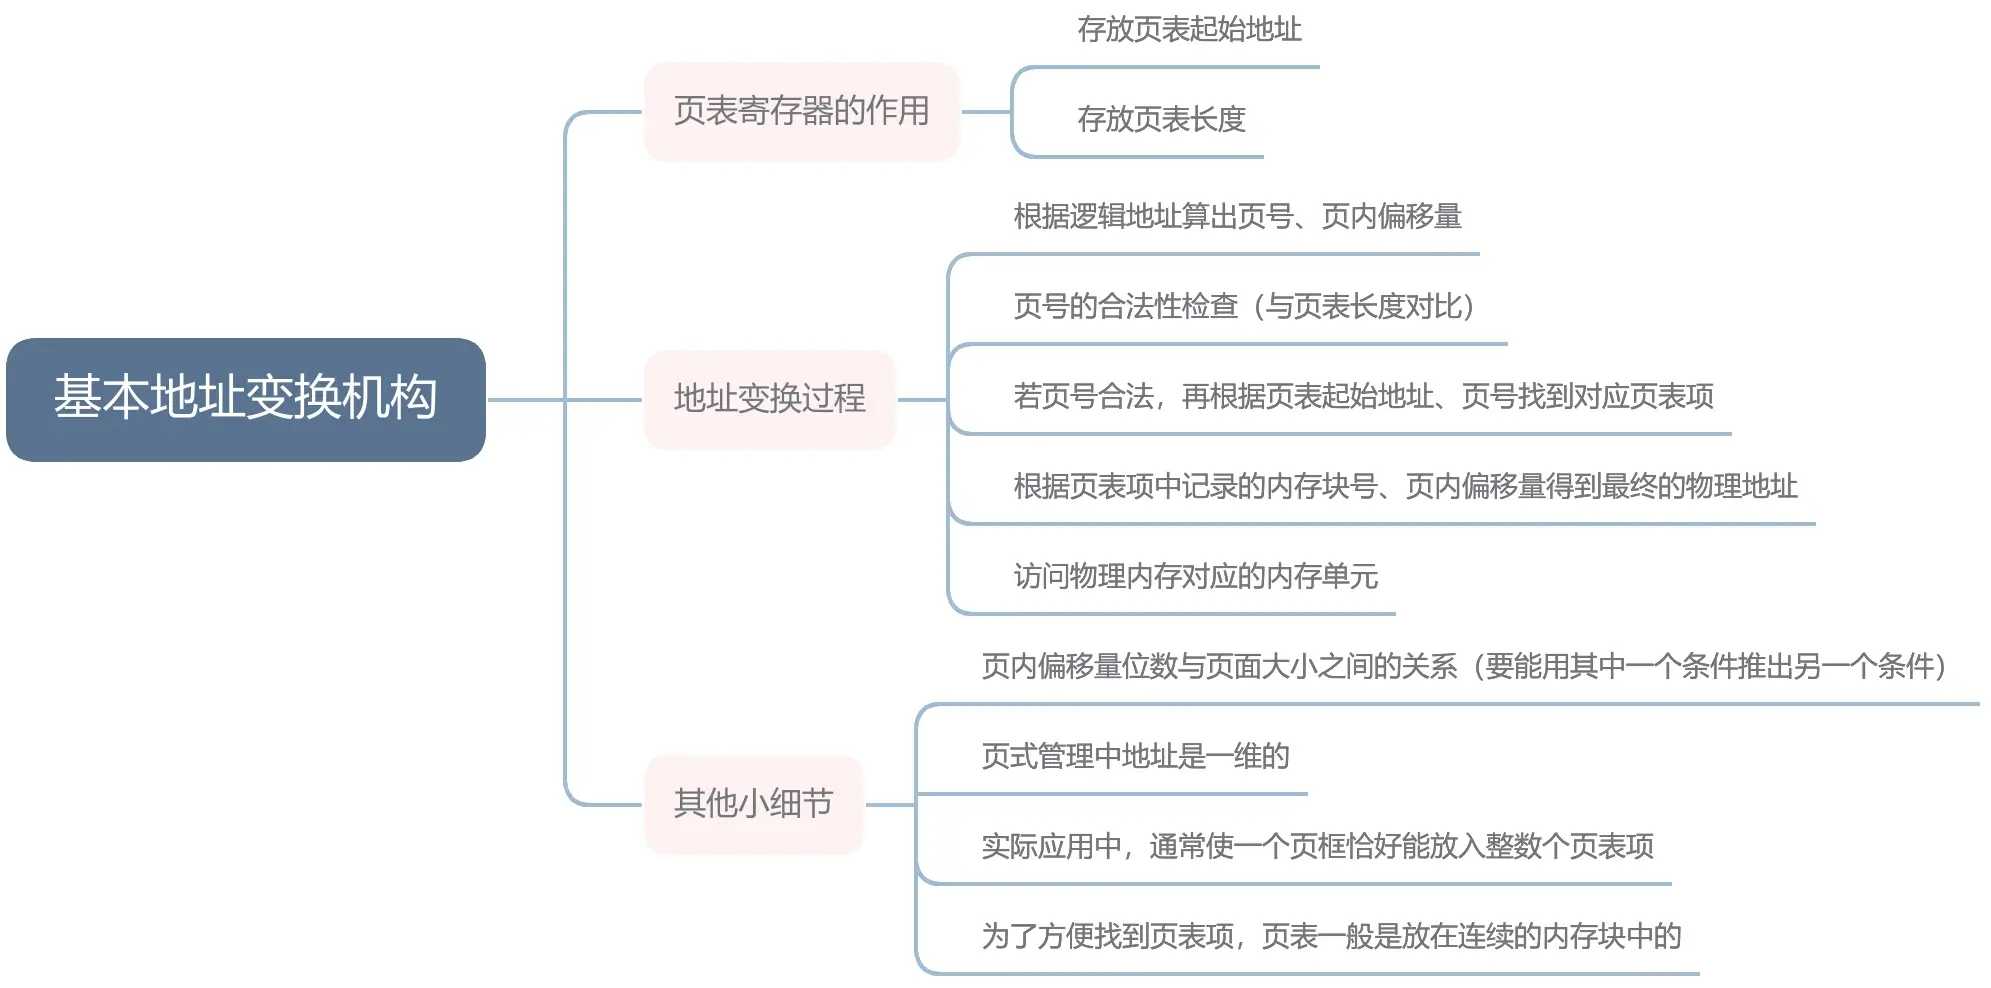 基本地址变换机构
页表寄存器的作用
存放页表起始地址
存放页表长度
地址变换过程
根据逻辑地址算出页号、页内偏移量
页号的合法性检查（与页表长度对比）
若页号合法，再根据页表起始地址、页号找到对应页表项
根据页表项中记录的内存块号、页内偏移量得到最终的物理地址
访问物理内存对应的内存单元
其他小细节
页内偏移量位数与页面大小之间的关系（要能用其中一个条件推出另一个条件）
页式管理中地址是一维的
实际应用中，通常使一个页框恰好能放入整数个页表项
为了方便找到页表项，页表一般是放在连续的内存块中的